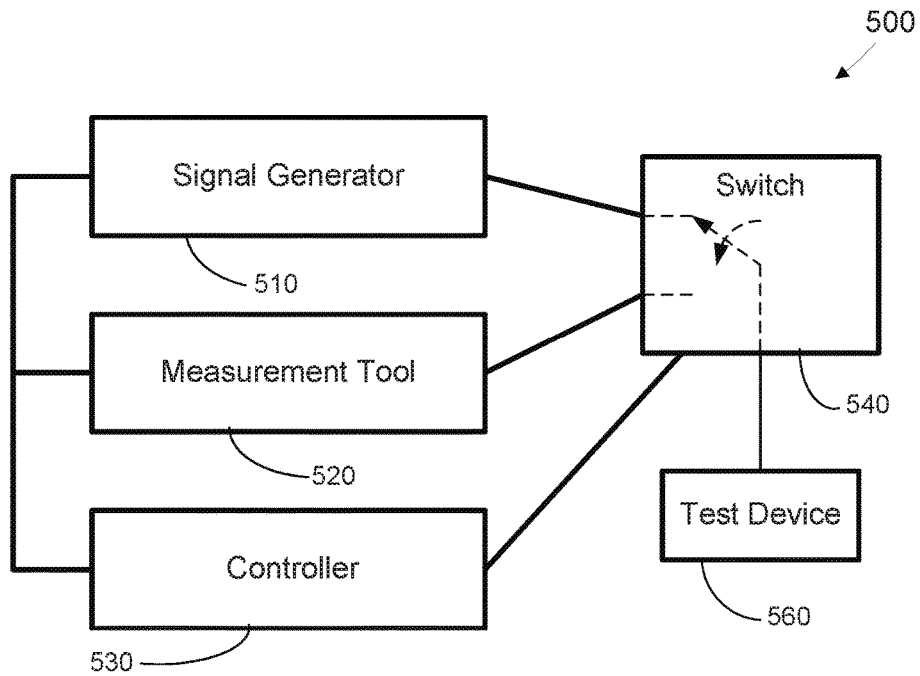 500
Signal Generator
Switch
510
Measurement Tool
540
520
Test Device
Controller
560
530